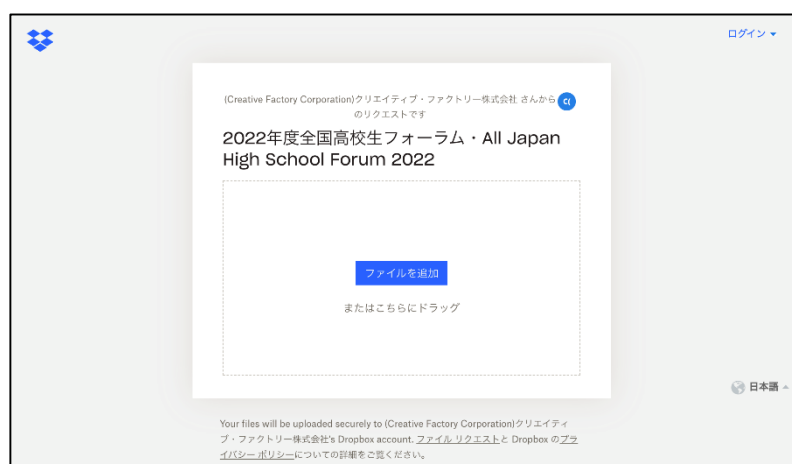 ログイン
(Creative Factory Corporation)クリエイティブ・ファクトリー株式会社 さんから
のリクエストです
C(
2022年度全国高校生フォーラム・All Japan
High School Forum 2022
ファイルを追加
またはこちらにドラッグ
日本語
Your files will be uploaded securely to (Creative Factory Corporation)クリエイティ
ブ・ファクトリー株式会社's Dropbox account. ファイル リクエストと Dropbox のプラ
イバシー ポリシーについての詳細をご覧ください。